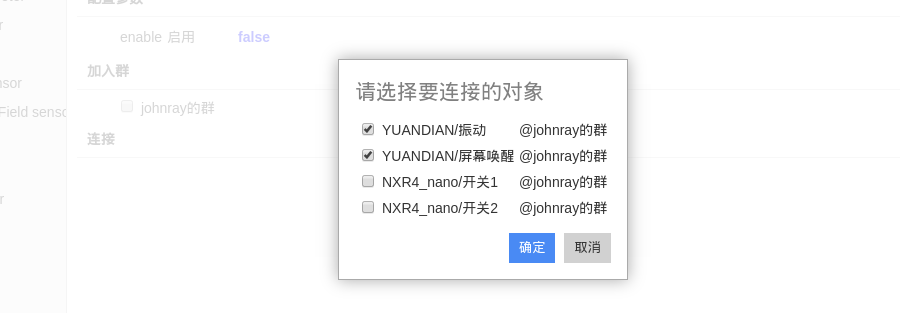 配置参数
enable 启用 false
加入群
nsor
Field senso
johnray的群
连接
请选择要连接的对象
YUANDIAN/振动 @johnray的群
YUANDIAN/屏幕唤醒 @johnray的群
NXR4_nano/开关1 @johnray的群
NXR4_nano/开关2 @johnray的群
确定 取消